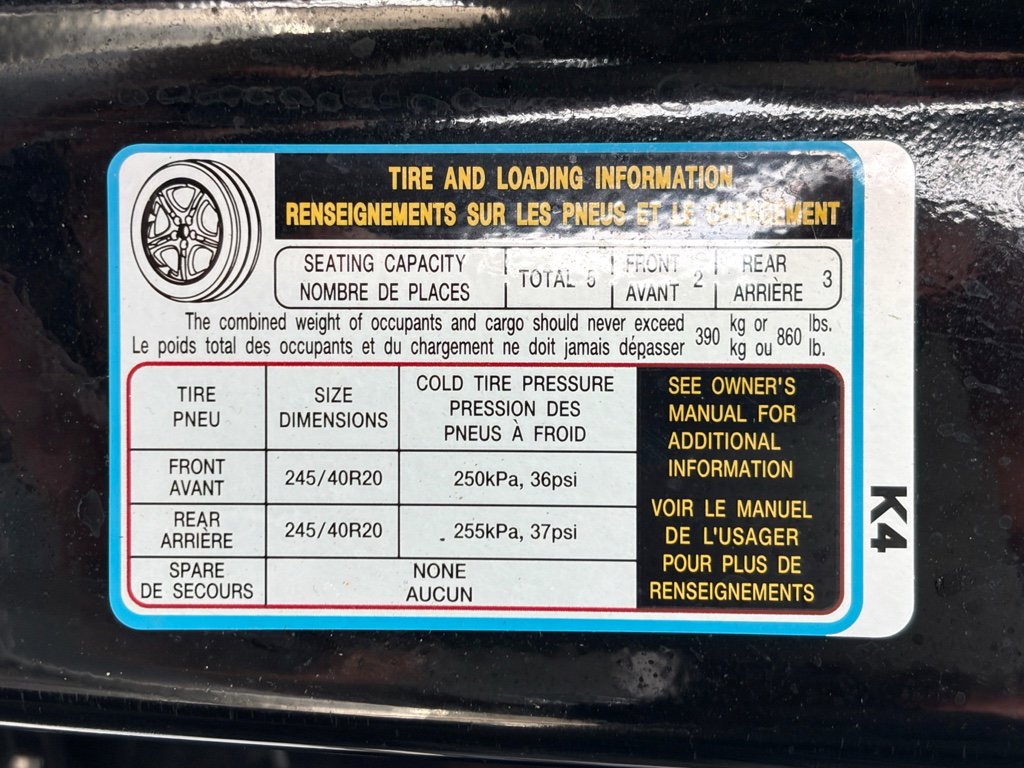 TIRE AND LOADING INFORMATION
RENSEIGNEMENTS SUR LES PNEUS ET LE CHARGEMENT
SEATING CAPACITY
NOMBRE DE PLACES
TOTAL 5
FRONT
AVANT
2
REAR
ARRIÈRE
3
The combined weight of occupants and cargo should never exceed
Le poids total des occupants et du chargement ne doit jamais dépasser
390
kg or
kg ou
860
lbs.
lb.
TIRE
PNEU
SIZE
DIMENSIONS
COLD TIRE PRESSURE
PRESSION DES
PNEUS À FROID
FRONT
AVANT
245/40R20
250kPa, 36psi
REAR
ARRIÈRE
245/40R20
255kPa, 37psi
SPARE
DE SECOURS
NONE
AUCUN
SEE OWNER'S
MANUAL FOR
ADDITIONAL
INFORMATION
VOIR LE MANUEL
DE L'USAGER
POUR PLUS DE
RENSEIGNEMENTS
K4